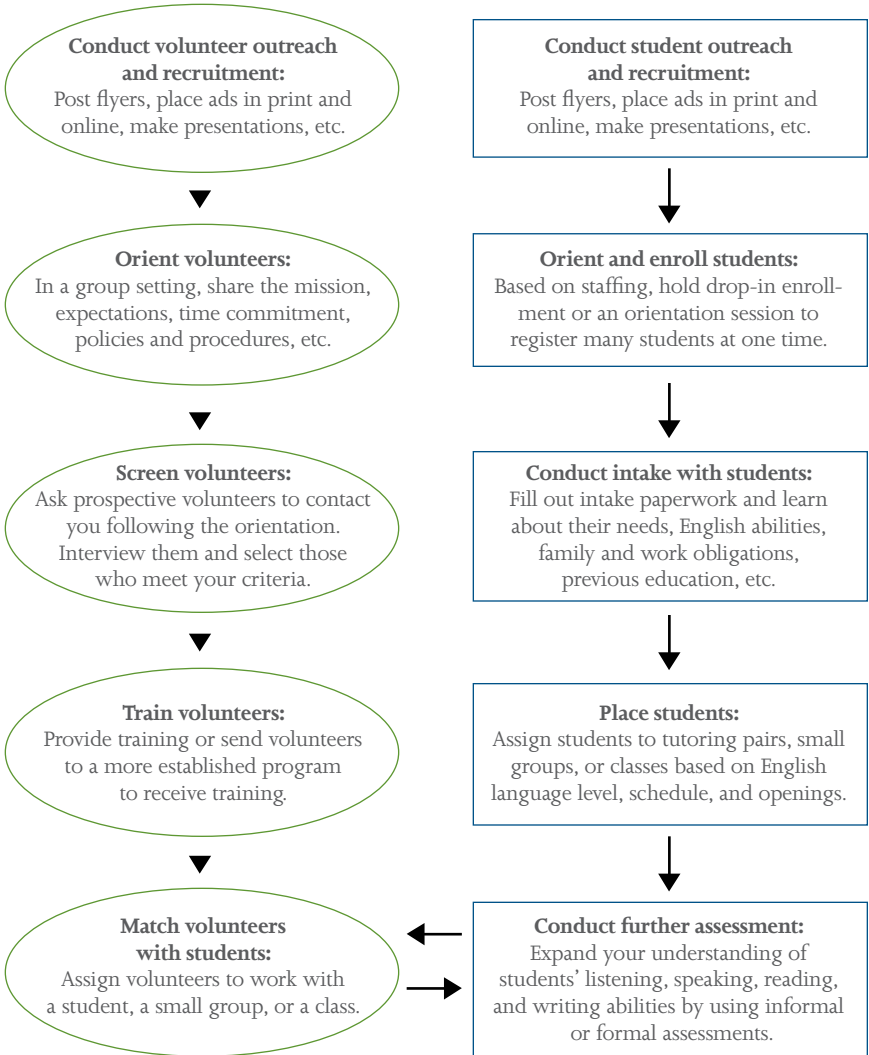 Conduct volunteer outreach
and recruitment:
Post flyers, place ads in print and
online, make presentations, etc.
Orient volunteers:
In a group setting, share the mission,
expectations, time commitment,
policies and procedures, etc.
Screen volunteers:
Ask prospective volunteers to contact
you following the orientation.
Interview them and select those
who meet your criteria.
Train volunteers:
Provide training or send volunteers
to a more established program
to receive training.
Match volunteers
with students:
Assign volunteers to work with
a student, a small group, or a class.
Conduct student outreach
and recruitment:
Post flyers, place ads in print and
online, make presentations, etc.
Orient and enroll students:
Based on staffing, hold drop-in enroll-
ment or an orientation session to
register many students at one time.
Conduct intake with students:
Fill out intake paperwork and learn
about their needs, English abilities,
family and work obligations,
previous education, etc.
Place students:
Assign students to tutoring pairs, small
groups, or classes based on English
language level, schedule, and openings.
Conduct further assessment:
Expand your understanding of
students’ listening, speaking, reading,
and writing abilities by using informal
or formal assessments.